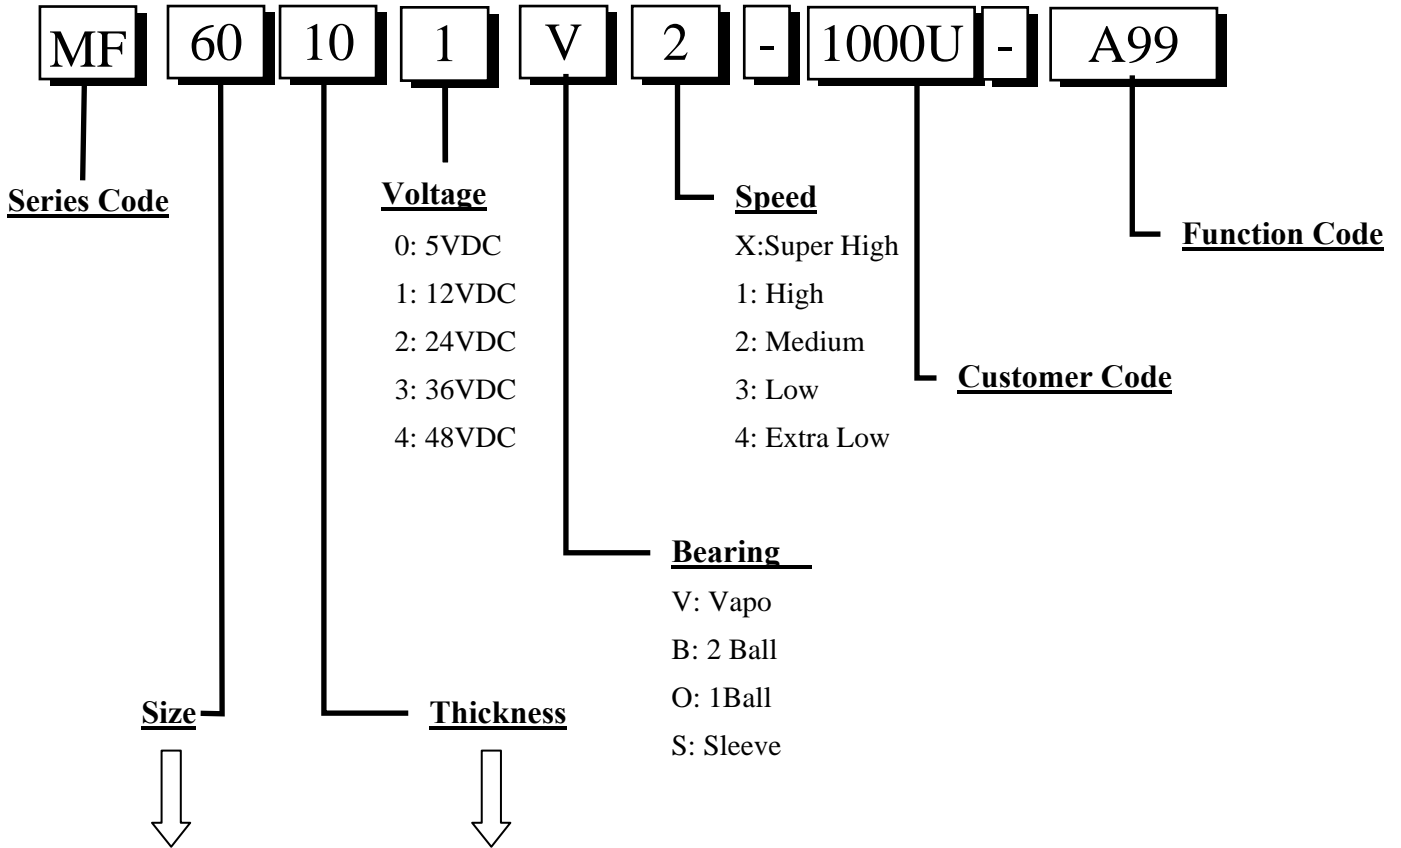 MF 60 10 1 V 2 - 1000U - A99
Series Code
Voltage
0: 5VDC
1: 12VDC
2: 24VDC
3: 36VDC
4: 48VDC
Speed
X:Super High
1: High
2: Medium
3: Low
4: Extra Low
Function Code
Customer Code
Bearing
V: Vapo
B: 2 Ball
O: 1Ball
S: Sleeve
Size
Thickness